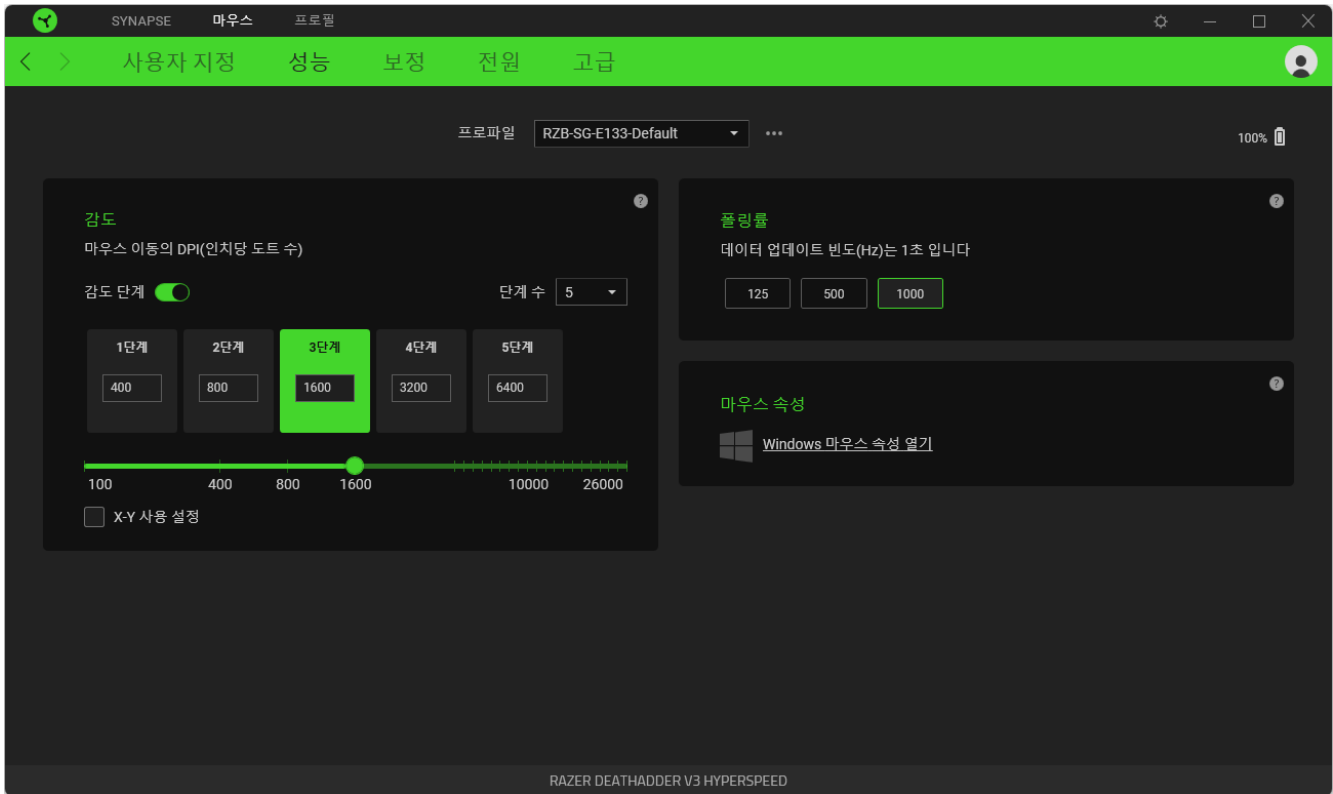 SYNAPSE 마우스 프로필
사용자 지정 성능 보정 전원 고급
프로파일 RZB-SG-E133-Default
100%
감도
마우스 이동의 DPI(인치당 도트 수)
감도 단계 단계 수 5
1단계 2단계 3단계 4단계 5단계
400 800 1600 3200 6400
100 400 800 1600 10000 26000
X-Y 사용 설정
폴링률
데이터 업데이트 빈도(Hz)는 1초 입니다
125 500 1000
마우스 속성
Windows 마우스 속성 열기
RAZER DEATHADDER V3 HYPERSPEED